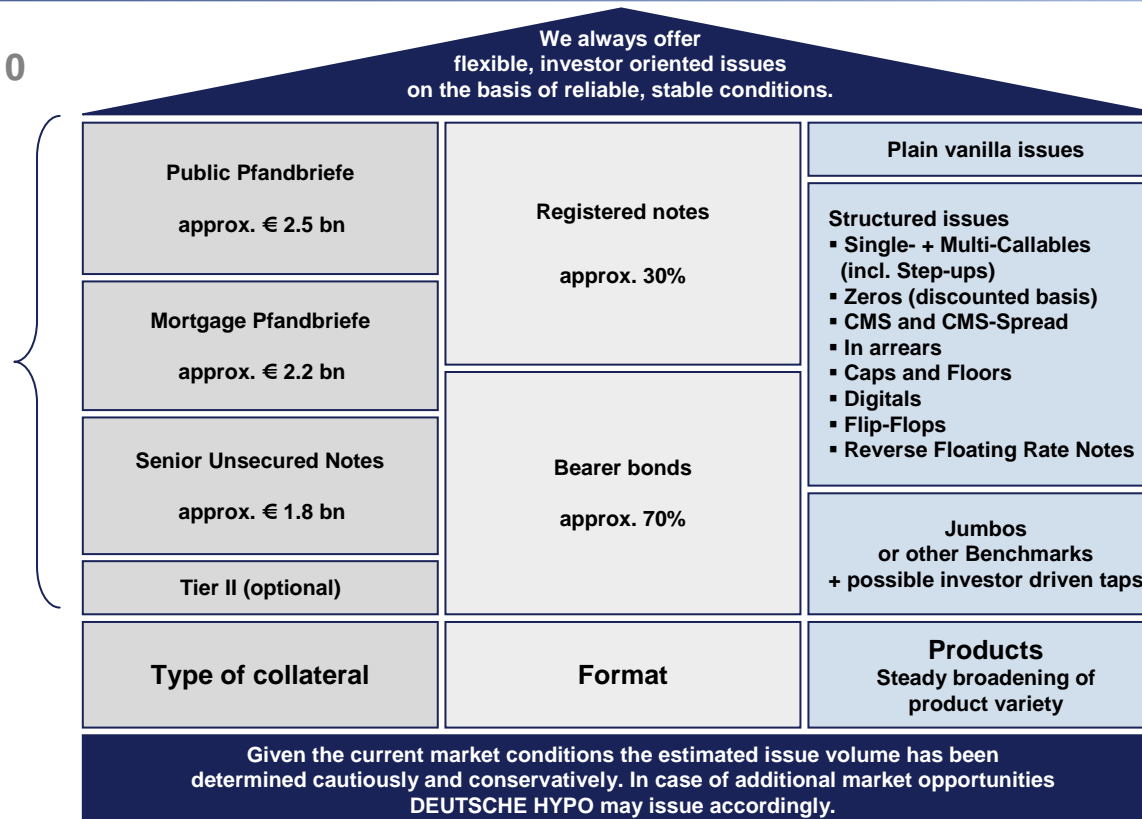 We always offer
flexible, investor oriented issues
on the basis of reliable, stable conditions.
0
Public Pfandbriefe
approx. € 2.5 bn
Mortgage Pfandbriefe
approx. € 2.2 bn
Senior Unsecured Notes
approx. € 1.8 bn
Tier II (optional)
Type of collateral
Registered notes
approx. 30%
Bearer bonds
approx. 70%
Format
Plain vanilla issues
Structured issues
▪ Single- + Multi-Callables
(incl. Step-ups)
▪ Zeros (discounted basis)
▪ CMS and CMS-Spread
▪ In arrears
▪ Caps and Floors
▪ Digitals
▪ Flip-Flops
▪ Reverse Floating Rate Notes
Jumbos
or other Benchmarks
+ possible investor driven taps
Products
Steady broadening of
product variety
Given the current market conditions the estimated issue volume has been
determined cautiously and conservatively. In case of additional market opportunities
DEUTSCHE HYPO may issue accordingly.